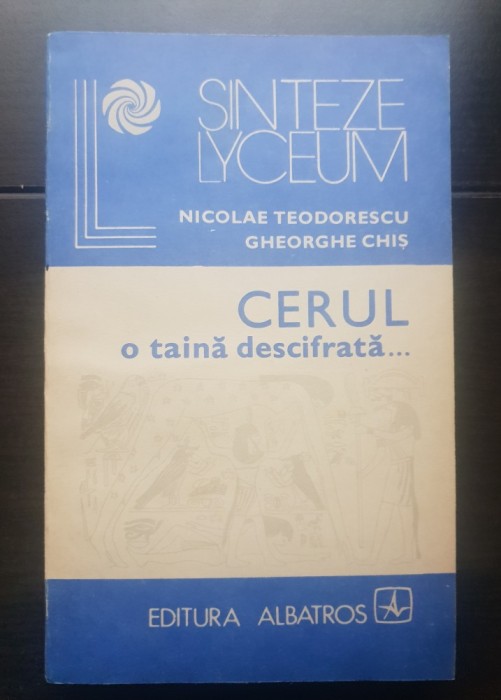 SINTEZE
LYCEUM
NICOLAE TEODORESCU
GHEORGHE CHIȘ
CERUL
o taină descifrată...
EDITURA ALBATROS